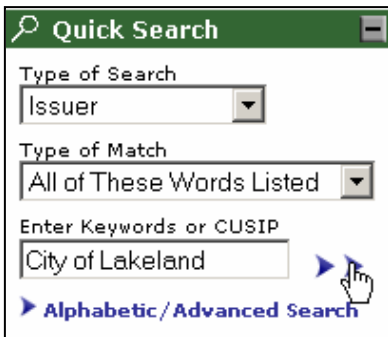 Quick Search
Type of Search
Issuer
Type of Match
All of These Words Listed
Enter Keywords or CUSIP
City of Lakeland
Alphabetic/Advanced Search